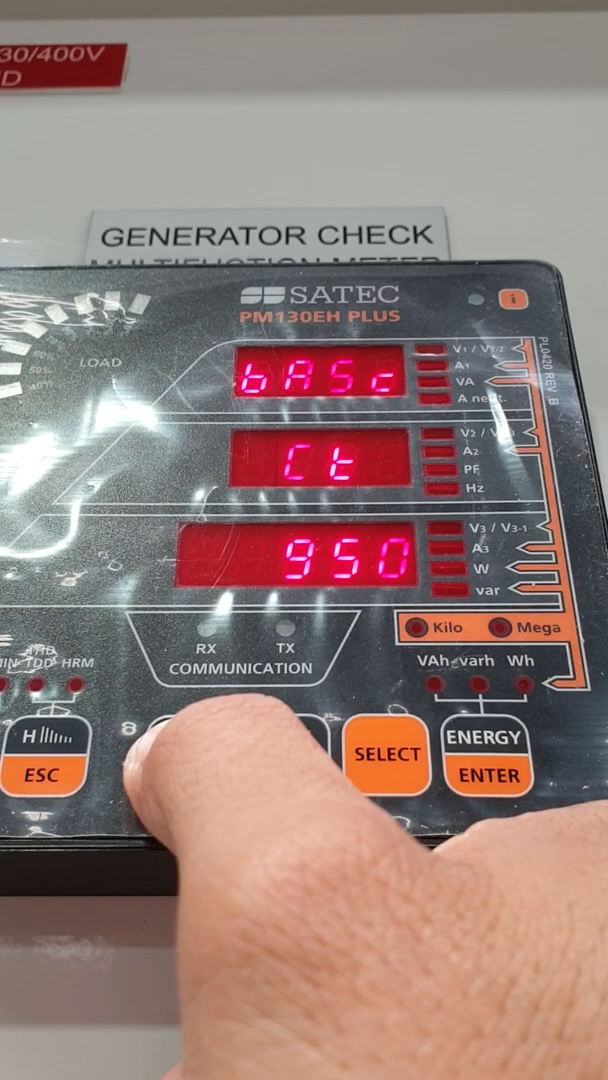 30/400V
GENERATOR CHECK
MULTIFUCTION METER
SATEC
i
PM130EH PLUS
PL0420 REV. B
LOAD
bASc
V1 / V1-2
A1
VA
A neut.
Ct
V2 /
A2
PF
Hz
950
V3 / V3-1
A3
W
var
Kilo
Mega
RX
TX
COMMUNICATION
THD
TDD
HRM
VAh
varh
Wh
H
ESC
SELECT
ENERGY
ENTER